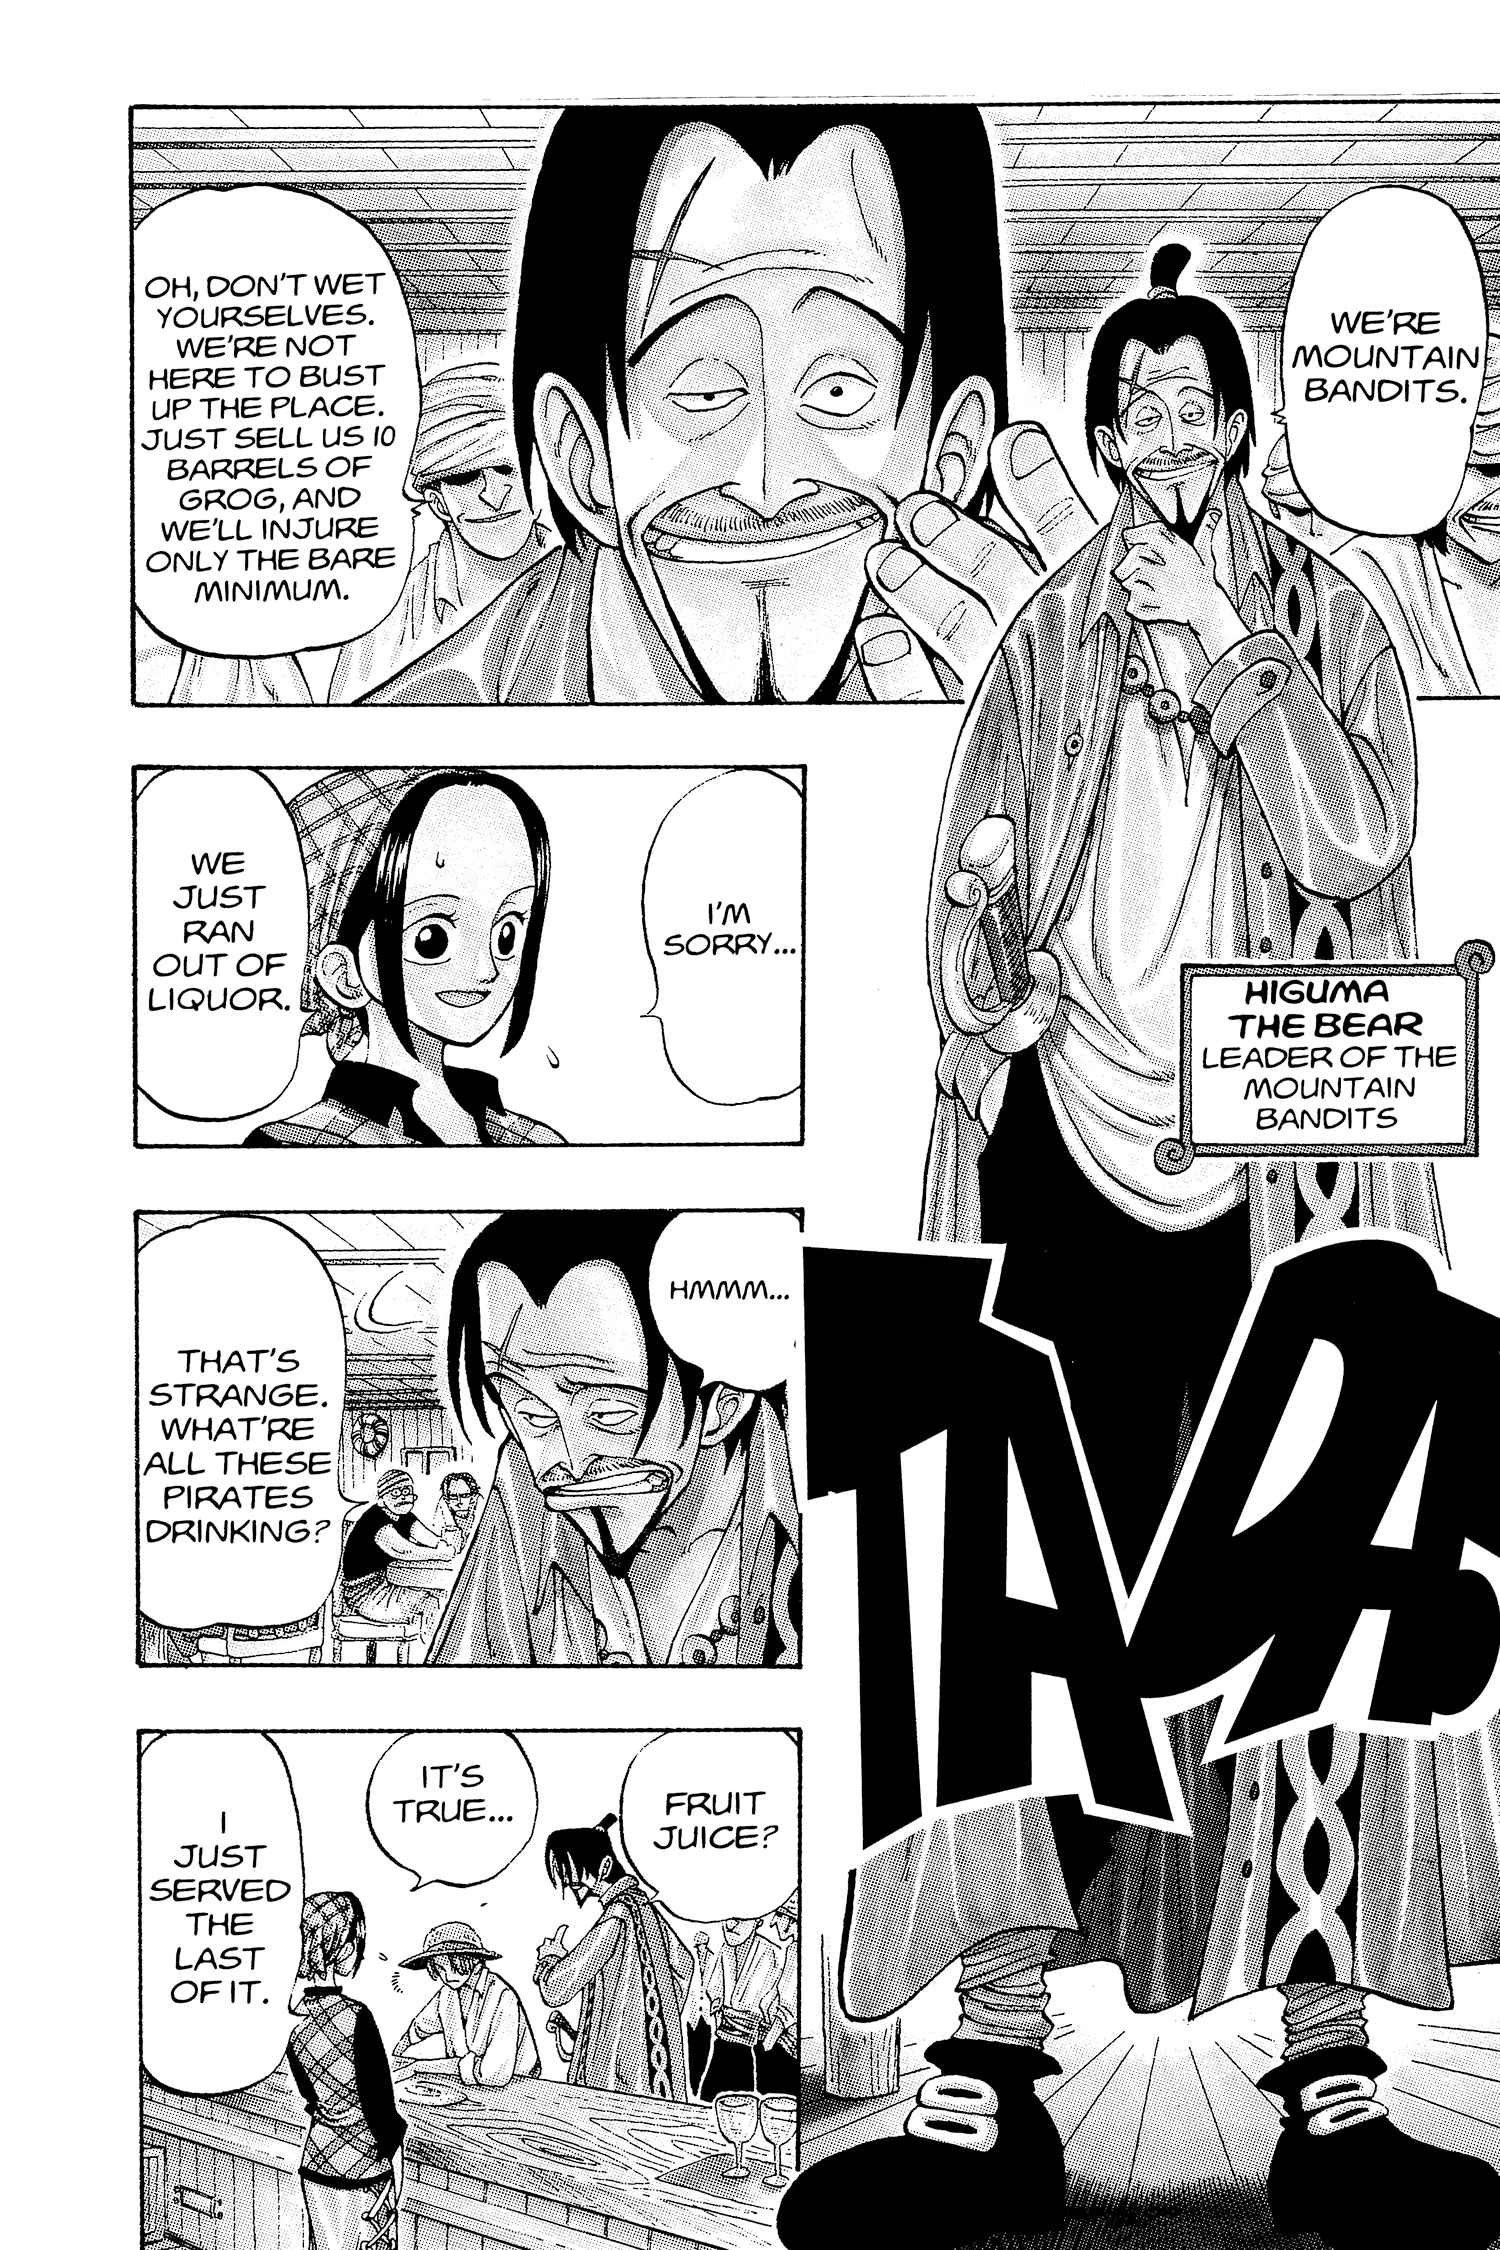 WE'RE
MOUNTAIN
BANDITS.
OH, DON'T WET
YOURSELVES.
WE'RE NOT
HERE TO BUST
UP THE PLACE.
JUST SELL US 10
BARRELS OF
GROG, AND
WE'LL INJURE
ONLY THE BARE
MINIMUM.
HIGUMA
THE BEAR
LEADER OF THE
MOUNTAIN
BANDITS
I'M
SORRY...
WE
JUST
RAN
OUT OF
LIQUOR.
HMMM...
THAT'S
STRANGE.
WHAT'RE
ALL THESE
PIRATES
DRINKING?
FRUIT
JUICE?
IT'S
TRUE...
I
JUST
SERVED
THE
LAST
OF IT.
TADA